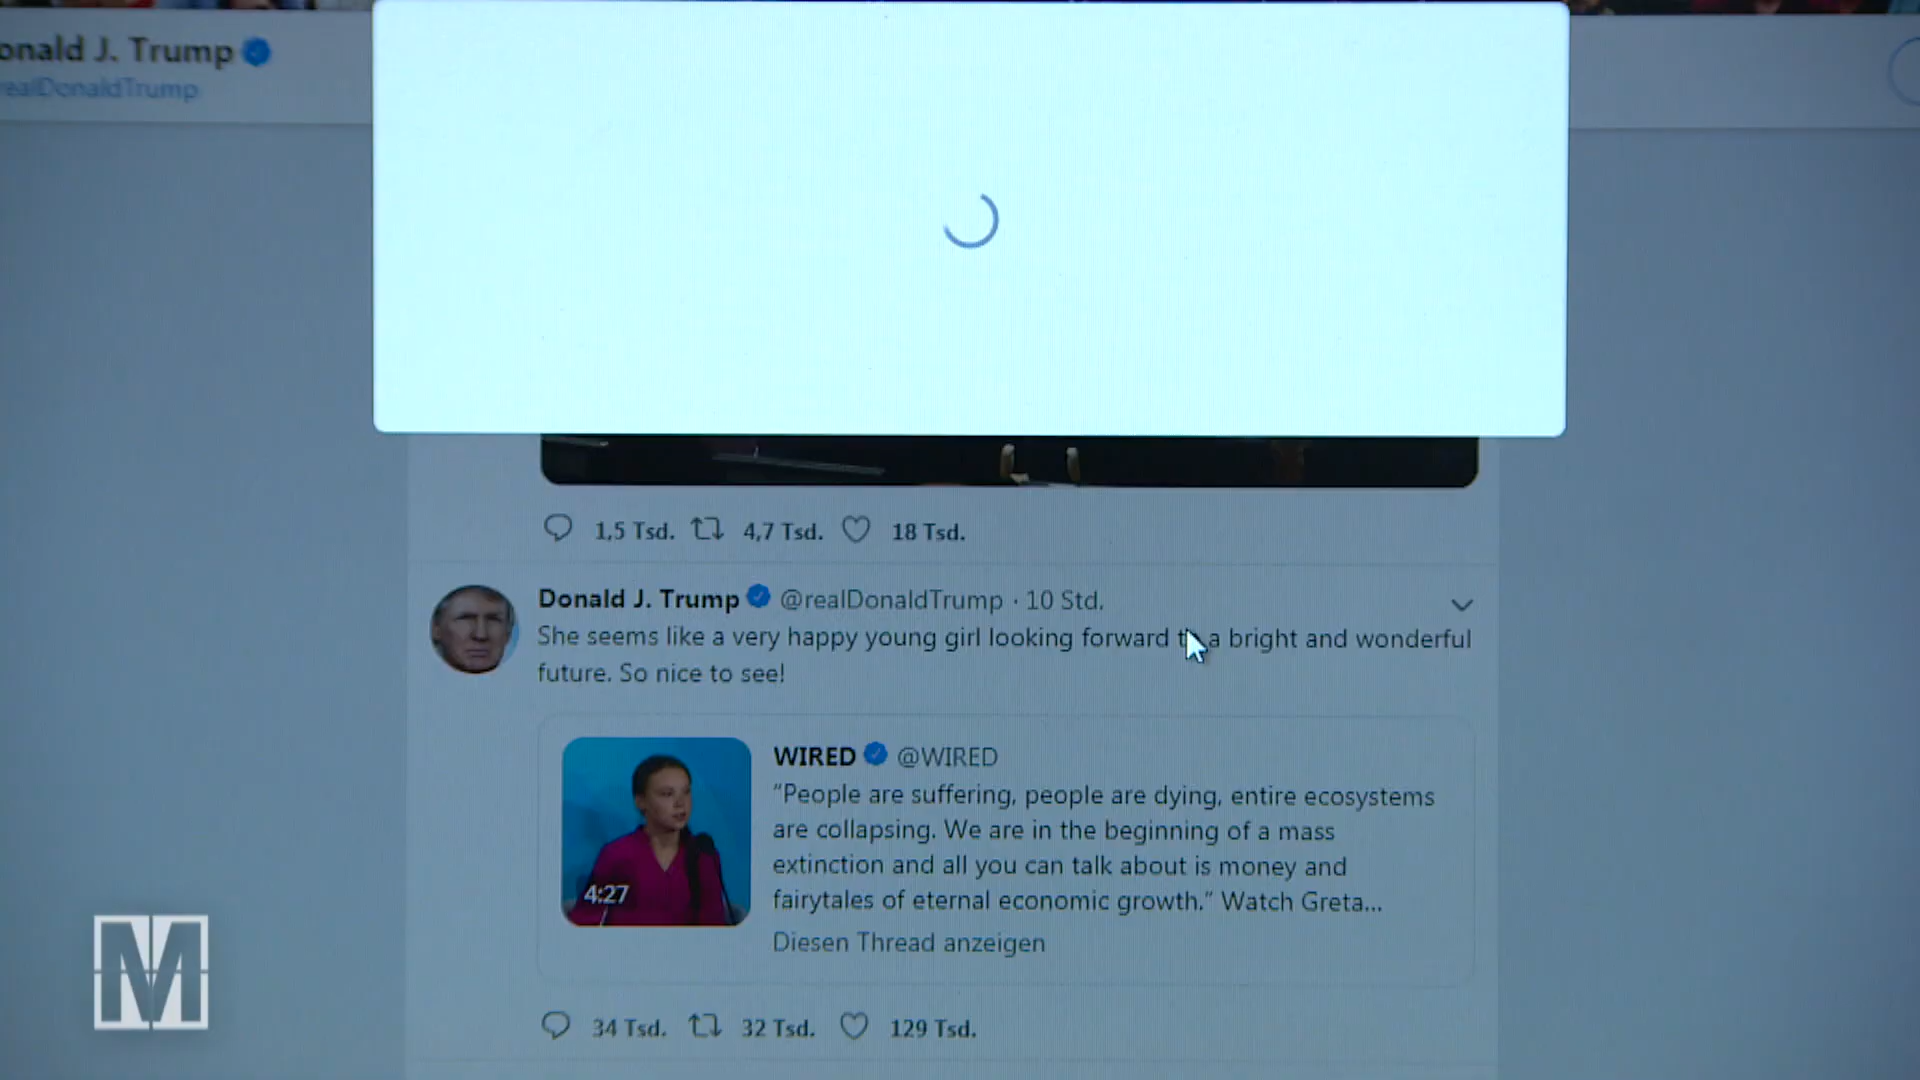 onald J. Trump
realDonaldTrump
1,5 Tsd. 4,7 Tsd. 18 Tsd.
Donald J. Trump @realDonaldTrump · 10 Std.
She seems like a very happy young girl looking forward to a bright and wonderful
future. So nice to see!
WIRED @WIRED
“People are suffering, people are dying, entire ecosystems
are collapsing. We are in the beginning of a mass
extinction and all you can talk about is money and
fairytales of eternal economic growth.” Watch Greta...
4:27
Diesen Thread anzeigen
34 Tsd. 32 Tsd. 129 Tsd.
M